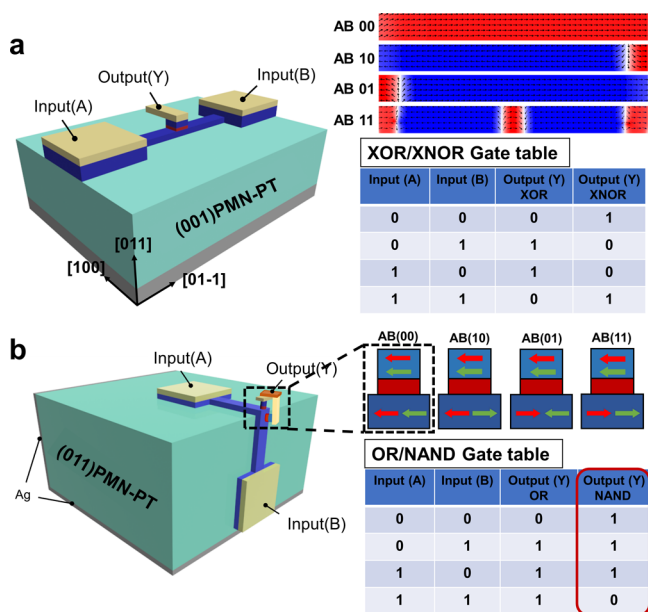 a
Input(A)
Output(Y)
Input(B)
(001)PMN-PT
[011]
[100]
[01-1]
AB 00
AB 10
AB 01
AB 11
XOR/XNOR Gate table
Input (A) Input (B) Output (Y) XOR Output (Y) XNOR
0 0 0 1
0 1 1 0
1 0 1 0
1 1 0 1
b
Input(A)
Output(Y)
(011)PMN-PT
Ag
Input(B)
AB(00) AB(10) AB(01) AB(11)
OR/NAND Gate table
Input (A) Input (B) Output (Y) OR Output (Y) NAND
0 0 0 1
0 1 1 1
1 0 1 1
1 1 1 0